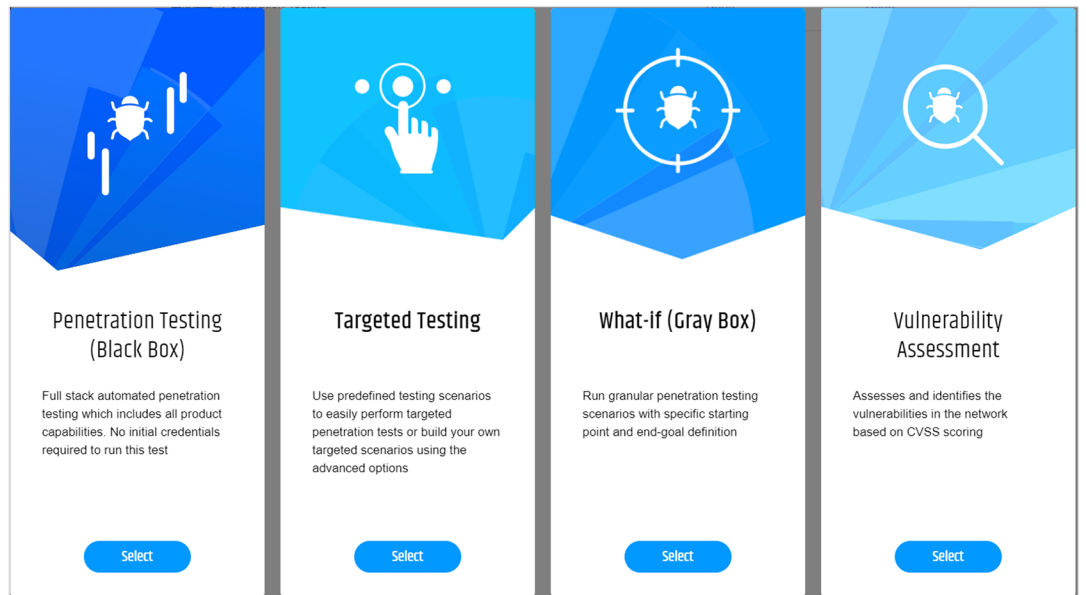 Penetration Testing
(Black Box)
Full stack automated penetration
testing which includes all product
capabilities. No initial credentials
required to run this test
Select
Targeted Testing
Use predefined testing scenarios
to easily perform targeted
penetration tests or build your own
targeted scenarios using the
advanced options
Select
What-if (Gray Box)
Run granular penetration testing
scenarios with specific starting
point and end-goal definition
Select
Vulnerability
Assessment
Assesses and identifies the
vulnerabilities in the network
based on CVSS scoring
Select